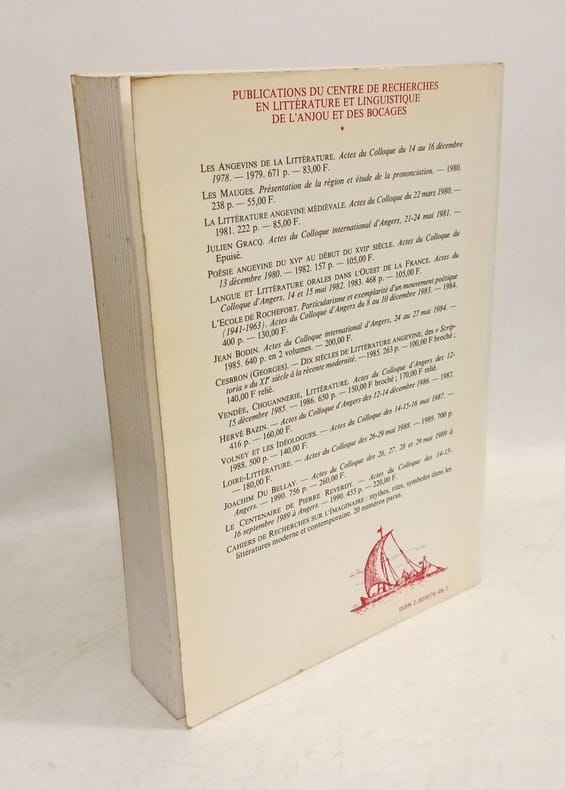 PUBLICATIONS DU CENTRE DE RECHERCHES
EN LITTÉRATURE ET LINGUISTIQUE
DE L'ANJOU ET DES BOCAGES
LES ANGEVINS DE LA LITTÉRATURE. Actes du Colloque du 14 au 16 décembre
1978. — 1979. 671 p. — 83,00 F.
LES MAUGES. Présentation de la région et étude de la prononciation. — 1980.
238 p. — 55,00 F.
LA LITTÉRATURE ANGEVINE MÉDIÉVALE. Actes du Colloque du 22 mars 1980. —
1981. 222 p. — 85,00 F.
JULIEN GRACQ. Actes du Colloque international d'Angers, 21-24 mai 1981. —
Epuisé.
POÉSIE ANGEVINE DU XVIe AU DÉBUT DU XVIIe SIÈCLE. Actes du Colloque du
13 décembre 1980. — 1982. 157 p. — 105,00 F.
LANGUE ET LITTÉRATURE ORALES DANS L'OUEST DE LA FRANCE. Actes du
Colloque d'Angers, 14 et 15 mai 1982. 1983. 468 p. — 105,00 F.
L'ECOLE DE ROCHEFORT. Particularisme et exemplarité d'un mouvement poétique
(1941-1963). Actes du Colloque d'Angers du 8 au 10 décembre 1983. — 1984.
400 p. — 130,00 F.
JEAN BODIN. Actes du Colloque international d'Angers, 24 au 27 mai 1984. —
1985. 640 p. en 2 volumes. — 200,00 F.
CESBRON (GEORGES). — DIX SIÈCLES DE LITTÉRATURE ANGEVINE, des « Scrip-
toria » du XIe siècle à la récente modernité. — 1985. 263 p. — 100,00 F broché ;
140,00 F relié.
VENDÉE, CHOUANNERIE, LITTÉRATURE. Actes du Colloque d'Angers des 12-
15 décembre 1985. — 1986. 650 p. — 150,00 F broché ; 170,00 F relié.
HERVÉ BAZIN. — Actes du Colloque d'Angers des 12-14 décembre 1986. — 1987.
416 p. — 160,00 F.
VOLNEY ET LES IDÉOLOGUES. — Actes du Colloque des 14-15-16 mai 1987. —
1988. 500 p. — 140,00 F.
LOIRE-LITTÉRATURE. — Actes du Colloque des 26-29 mai 1988. — 1989. 700 p.
— 180,00 F.
JOACHIM DU BELLAY. — Actes du Colloque des 26, 27, 28 et 29 mai 1989 à
Angers. — 1990. 756 p. — 260,00 F.
LE CENTENAIRE DE PIERRE REVERDY. — Actes du Colloque des 14-15-
16 septembre 1989 à Angers. — 1990. 455 p. — 220,00 F.
CAHIERS DE RECHERCHES SUR L'IMAGINAIRE : mythes, rites, symboles dans les
littératures moderne et contemporaine. 20 numéros parus.
ISBN